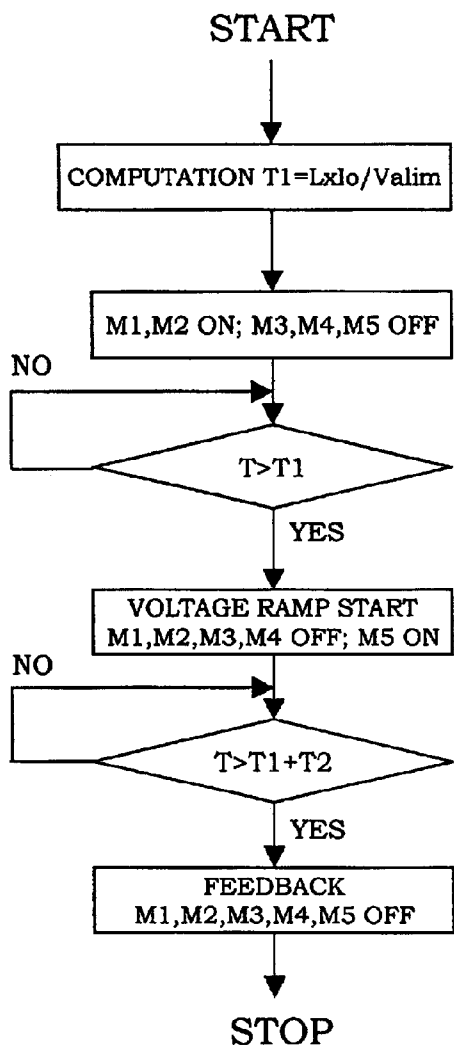 START
COMPUTATION T1=LxIo/Valim
M1,M2 ON; M3,M4,M5 OFF
NO
T>T1
YES
VOLTAGE RAMP START
M1,M2,M3,M4 OFF; M5 ON
NO
T>T1+T2
YES
FEEDBACK
M1,M2,M3,M4,M5 OFF
STOP